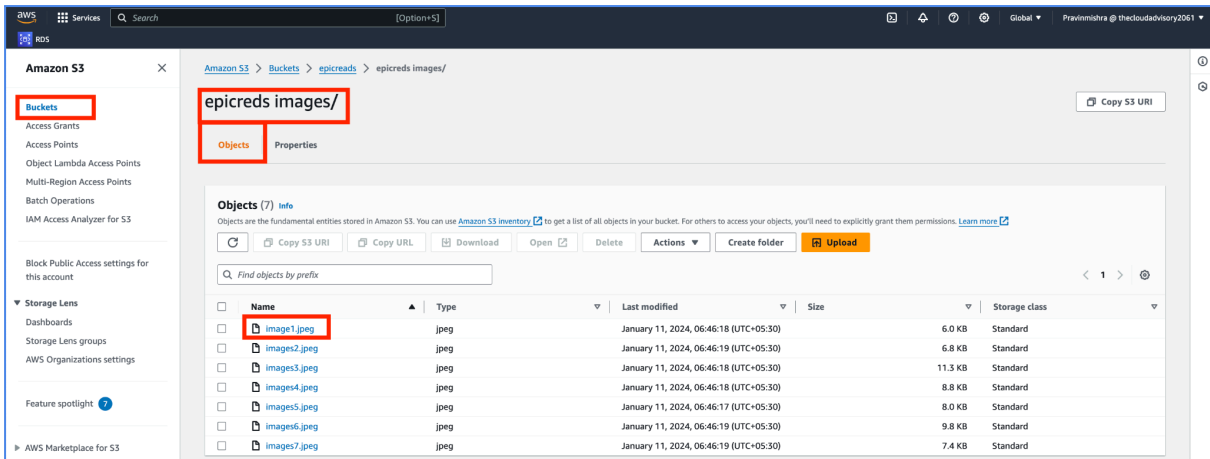 aws Services Search [Option+S] Global ▼ Pravinmishra @ thecloudadvisory2061 ▼
RDS
Amazon S3
Buckets
Access Grants
Access Points
Object Lambda Access Points
Multi-Region Access Points
Batch Operations
IAM Access Analyzer for S3
Block Public Access settings for
this account
▼ Storage Lens
Dashboards
Storage Lens groups
AWS Organizations settings
Feature spotlight 7
▶ AWS Marketplace for S3
Amazon S3 > Buckets > epicreads > epicreds images/
epicreds images/
Copy S3 URI
Objects Properties
Objects (7) Info
Objects are the fundamental entities stored in Amazon S3. You can use Amazon S3 inventory to get a list of all objects in your bucket. For others to access your objects, you'll need to explicitly grant them permissions. Learn more
Copy S3 URI Copy URL Download Open Delete Actions ▼ Create folder Upload
Find objects by prefix
< 1 >
Name ▲ Type Last modified Size Storage class
image1.jpeg jpeg January 11, 2024, 06:46:18 (UTC+05:30) 6.0 KB Standard
images2.jpeg jpeg January 11, 2024, 06:46:19 (UTC+05:30) 6.8 KB Standard
images3.jpeg jpeg January 11, 2024, 06:46:18 (UTC+05:30) 11.3 KB Standard
images4.jpeg jpeg January 11, 2024, 06:46:18 (UTC+05:30) 8.8 KB Standard
images5.jpeg jpeg January 11, 2024, 06:46:17 (UTC+05:30) 8.0 KB Standard
images6.jpeg jpeg January 11, 2024, 06:46:19 (UTC+05:30) 9.8 KB Standard
images7.jpeg jpeg January 11, 2024, 06:46:19 (UTC+05:30) 7.4 KB Standard